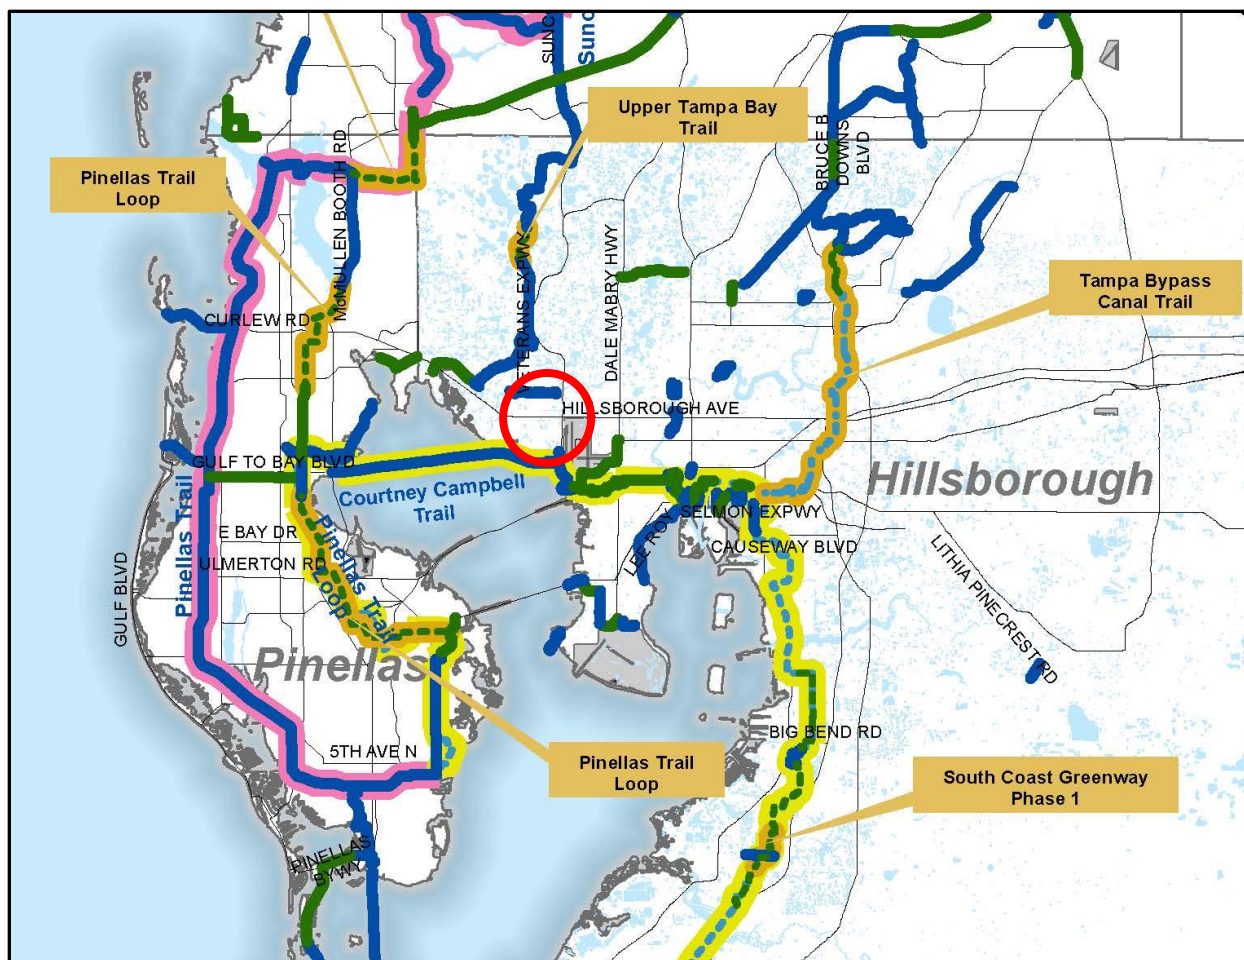 SUNC
Sunc
Upper Tampa Bay
Trail
BRUCE B
DOWNS
BLVD
Pinellas Trail
Loop
MCMULLEN BOOTH RD
VETERANS EXPWY
DALE MABRY HWY
Tampa Bypass
Canal Trail
CURLEW RD
HILLSBOROUGH AVE
GULF TO BAY BLVD
Courtney Campbell
Trail
Hillsborough
Pinellas Trail
E BAY DR
ULMERTON RD
Pinellas Trail
Loop
LEE ROY
SELMON EXPWY
CAUSEWAY BLVD
GULF BLVD
LITHIA PINECREST RD
Pinellas
BIG BEND RD
5TH AVE N
Pinellas Trail
Loop
South Coast Greenway
Phase 1
PINELLAS
BYWY